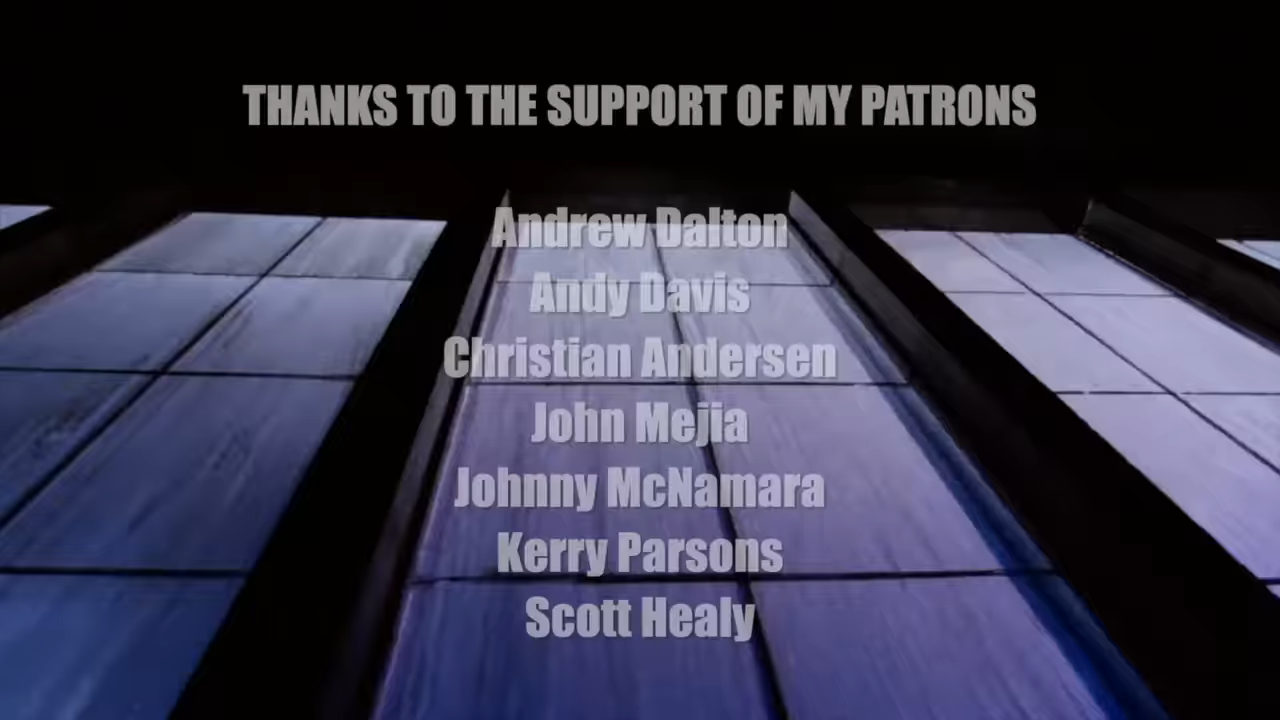 THANKS TO THE SUPPORT OF MY PATRONS
Andrew Dalton
Andy Davis
Christian Andersen
John Mejia
Johnny McNamara
Kerry Parsons
Scott Healy